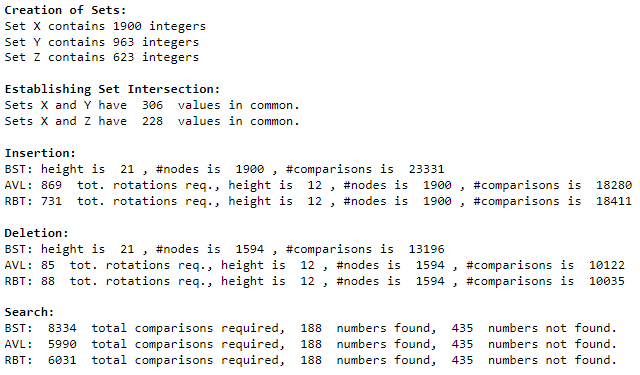 Creation of Sets:
Set X contains 1900 integers
Set Y contains 963 integers
Set Z contains 623 integers
Establishing Set Intersection:
Sets X and Y have  306  values in common.
Sets X and Z have  228  values in common.
Insertion:
BST: height is  21 , #nodes is  1900 , #comparisons is  23331
AVL: 869  tot. rotations req., height is  12 , #nodes is  1900 , #comparisons is  18280
RBT: 731  tot. rotations req., height is  12 , #nodes is  1900 , #comparisons is  18411
Deletion:
BST: height is  21 , #nodes is  1594 , #comparisons is  13196
AVL: 85  tot. rotations req., height is  12 , #nodes is  1594 , #comparisons is  10122
RBT: 88  tot. rotations req., height is  12 , #nodes is  1594 , #comparisons is  10035
Search:
BST:  8334  total comparisons required,  188  numbers found,  435  numbers not found.
AVL:  5990  total comparisons required,  188  numbers found,  435  numbers not found.
RBT:  6031  total comparisons required,  188  numbers found,  435  numbers not found.